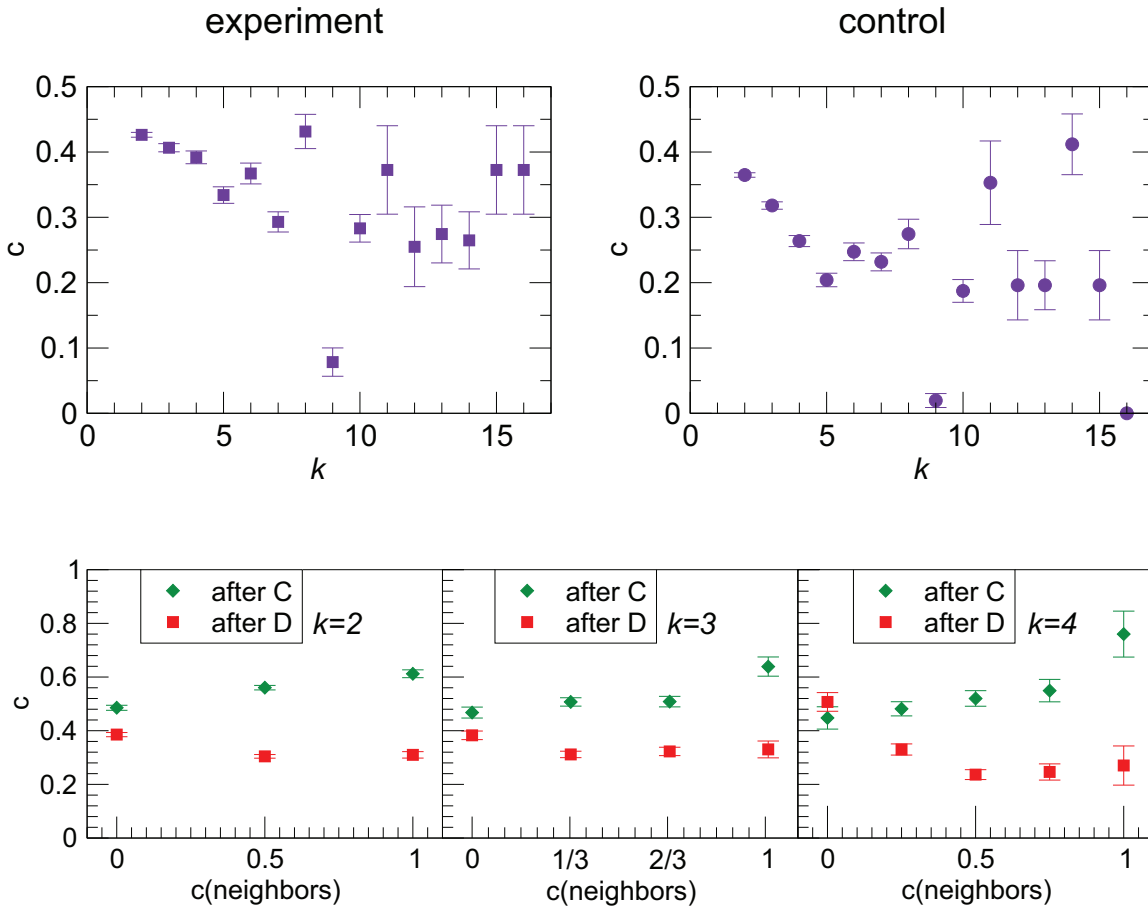 experiment
control
0.5
0.4
0.3
0.2
0.1
0
c
0 5 10 15
k
0.5
0.4
0.3
0.2
0.1
0
c
0 5 10 15
k
1
0.8
0.6
0.4
0.2
0
c
after C
after D
k=2
0 0.5 1
c(neighbors)
after C
after D
k=3
0 1/3 2/3 1
c(neighbors)
after C
after D
k=4
0 0.5 1
c(neighbors)